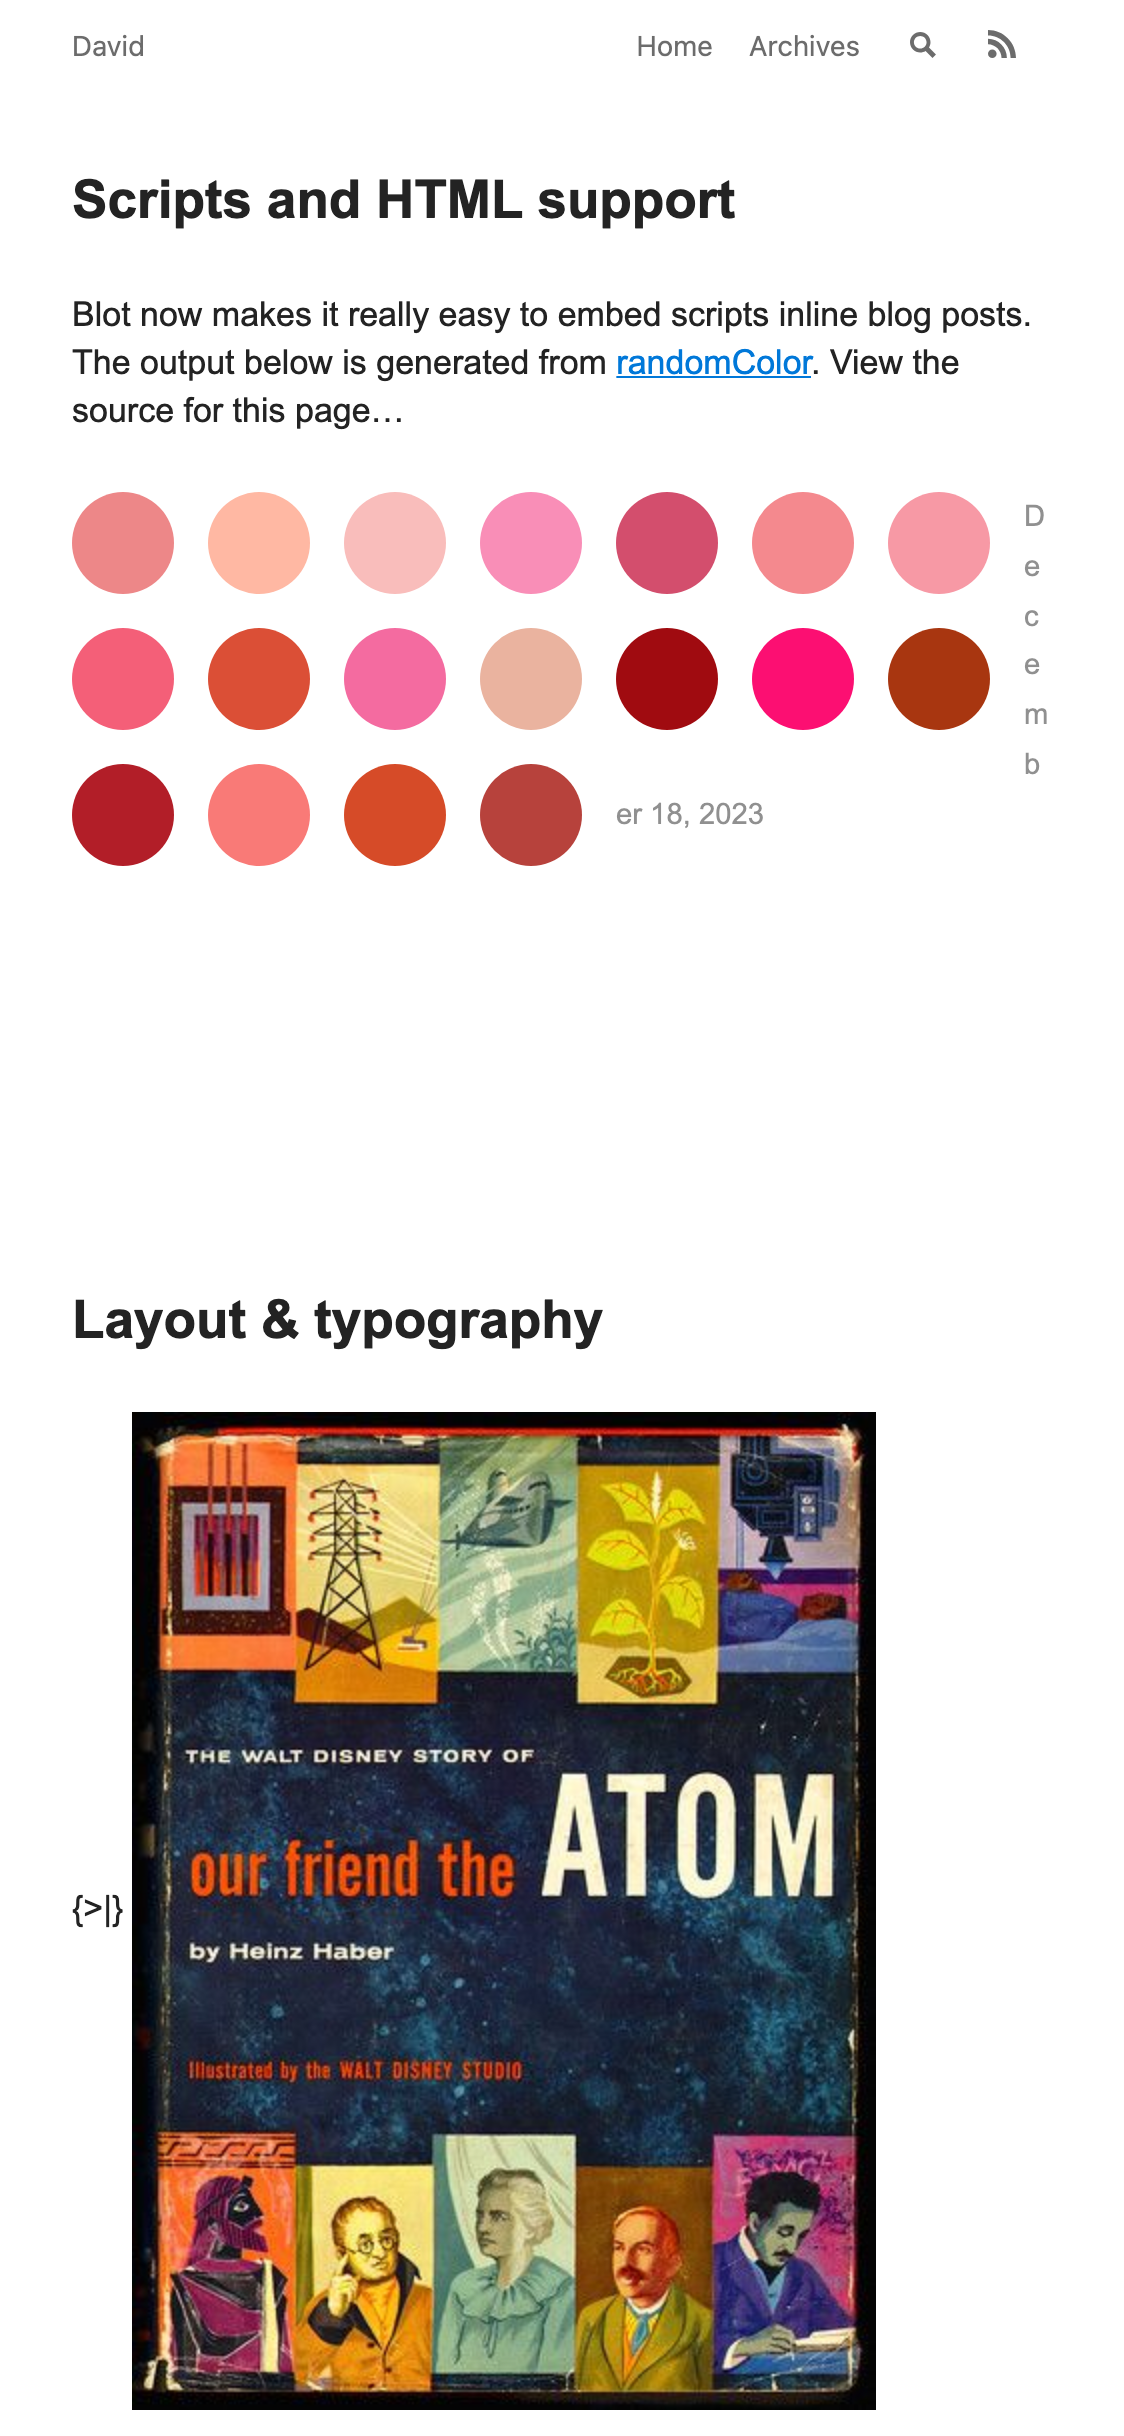 David
Home Archives
Scripts and HTML support
Blot now makes it really easy to embed scripts inline blog posts.
The output below is generated from randomColor. View the
source for this page…
D
e
c
e
m
b
er 18, 2023
Layout & typography
THE WALT DISNEY STORY OF
ATOM
our friend the
{>|}
by Heinz Haber
Illustrated by the WALT DISNEY STUDIO